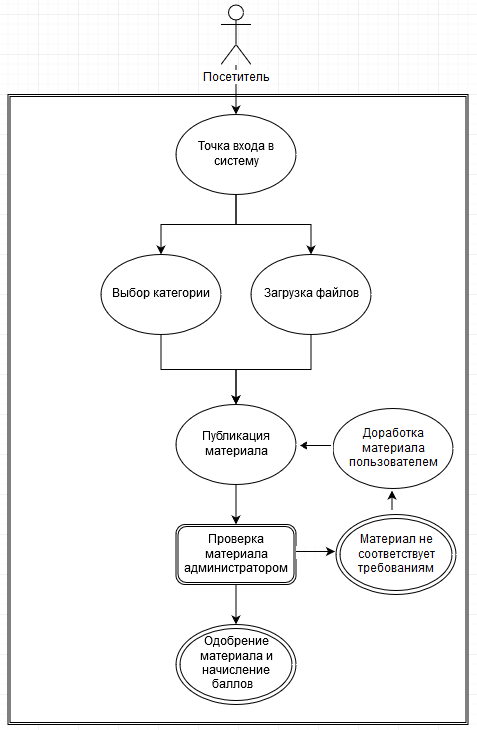 Посетитель
Точка входа в
систему
Выбор категории
Загрузка файлов
Публикация
материала
Доработка
материала
пользователем
Проверка
материала
администратором
Материал не
соответствует
требованиям
Одобрение
материала и
начисление
баллов